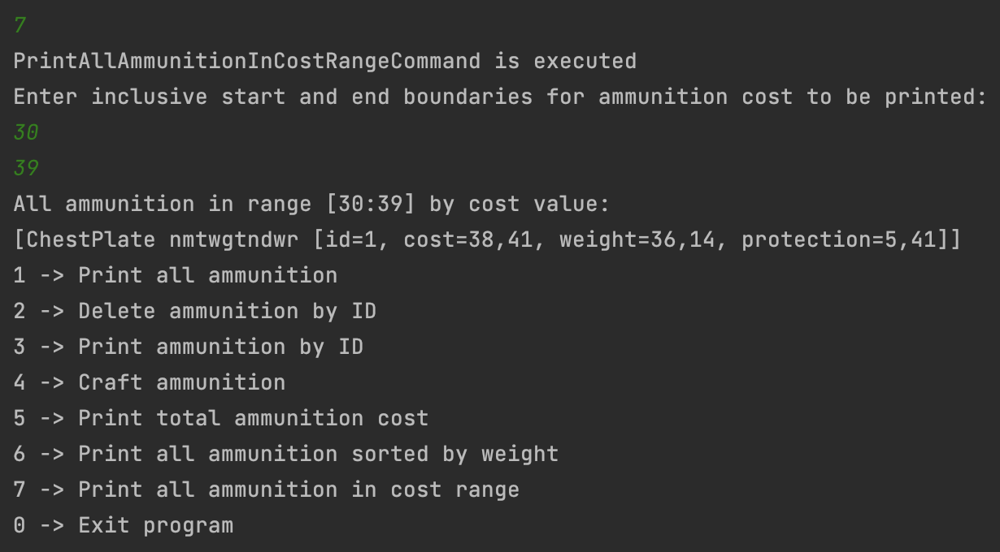 7
PrintAllAmmunitionInCostRangeCommand is executed
Enter inclusive start and end boundaries for ammunition cost to be printed:
30
39
All ammunition in range [30:39] by cost value:
[ChestPlate nmtwgtndwr [id=1, cost=38,41, weight=36,14, protection=5,41]]
1 -> Print all ammunition
2 -> Delete ammunition by ID
3 -> Print ammunition by ID
4 -> Craft ammunition
5 -> Print total ammunition cost
6 -> Print all ammunition sorted by weight
7 -> Print all ammunition in cost range
0 -> Exit program